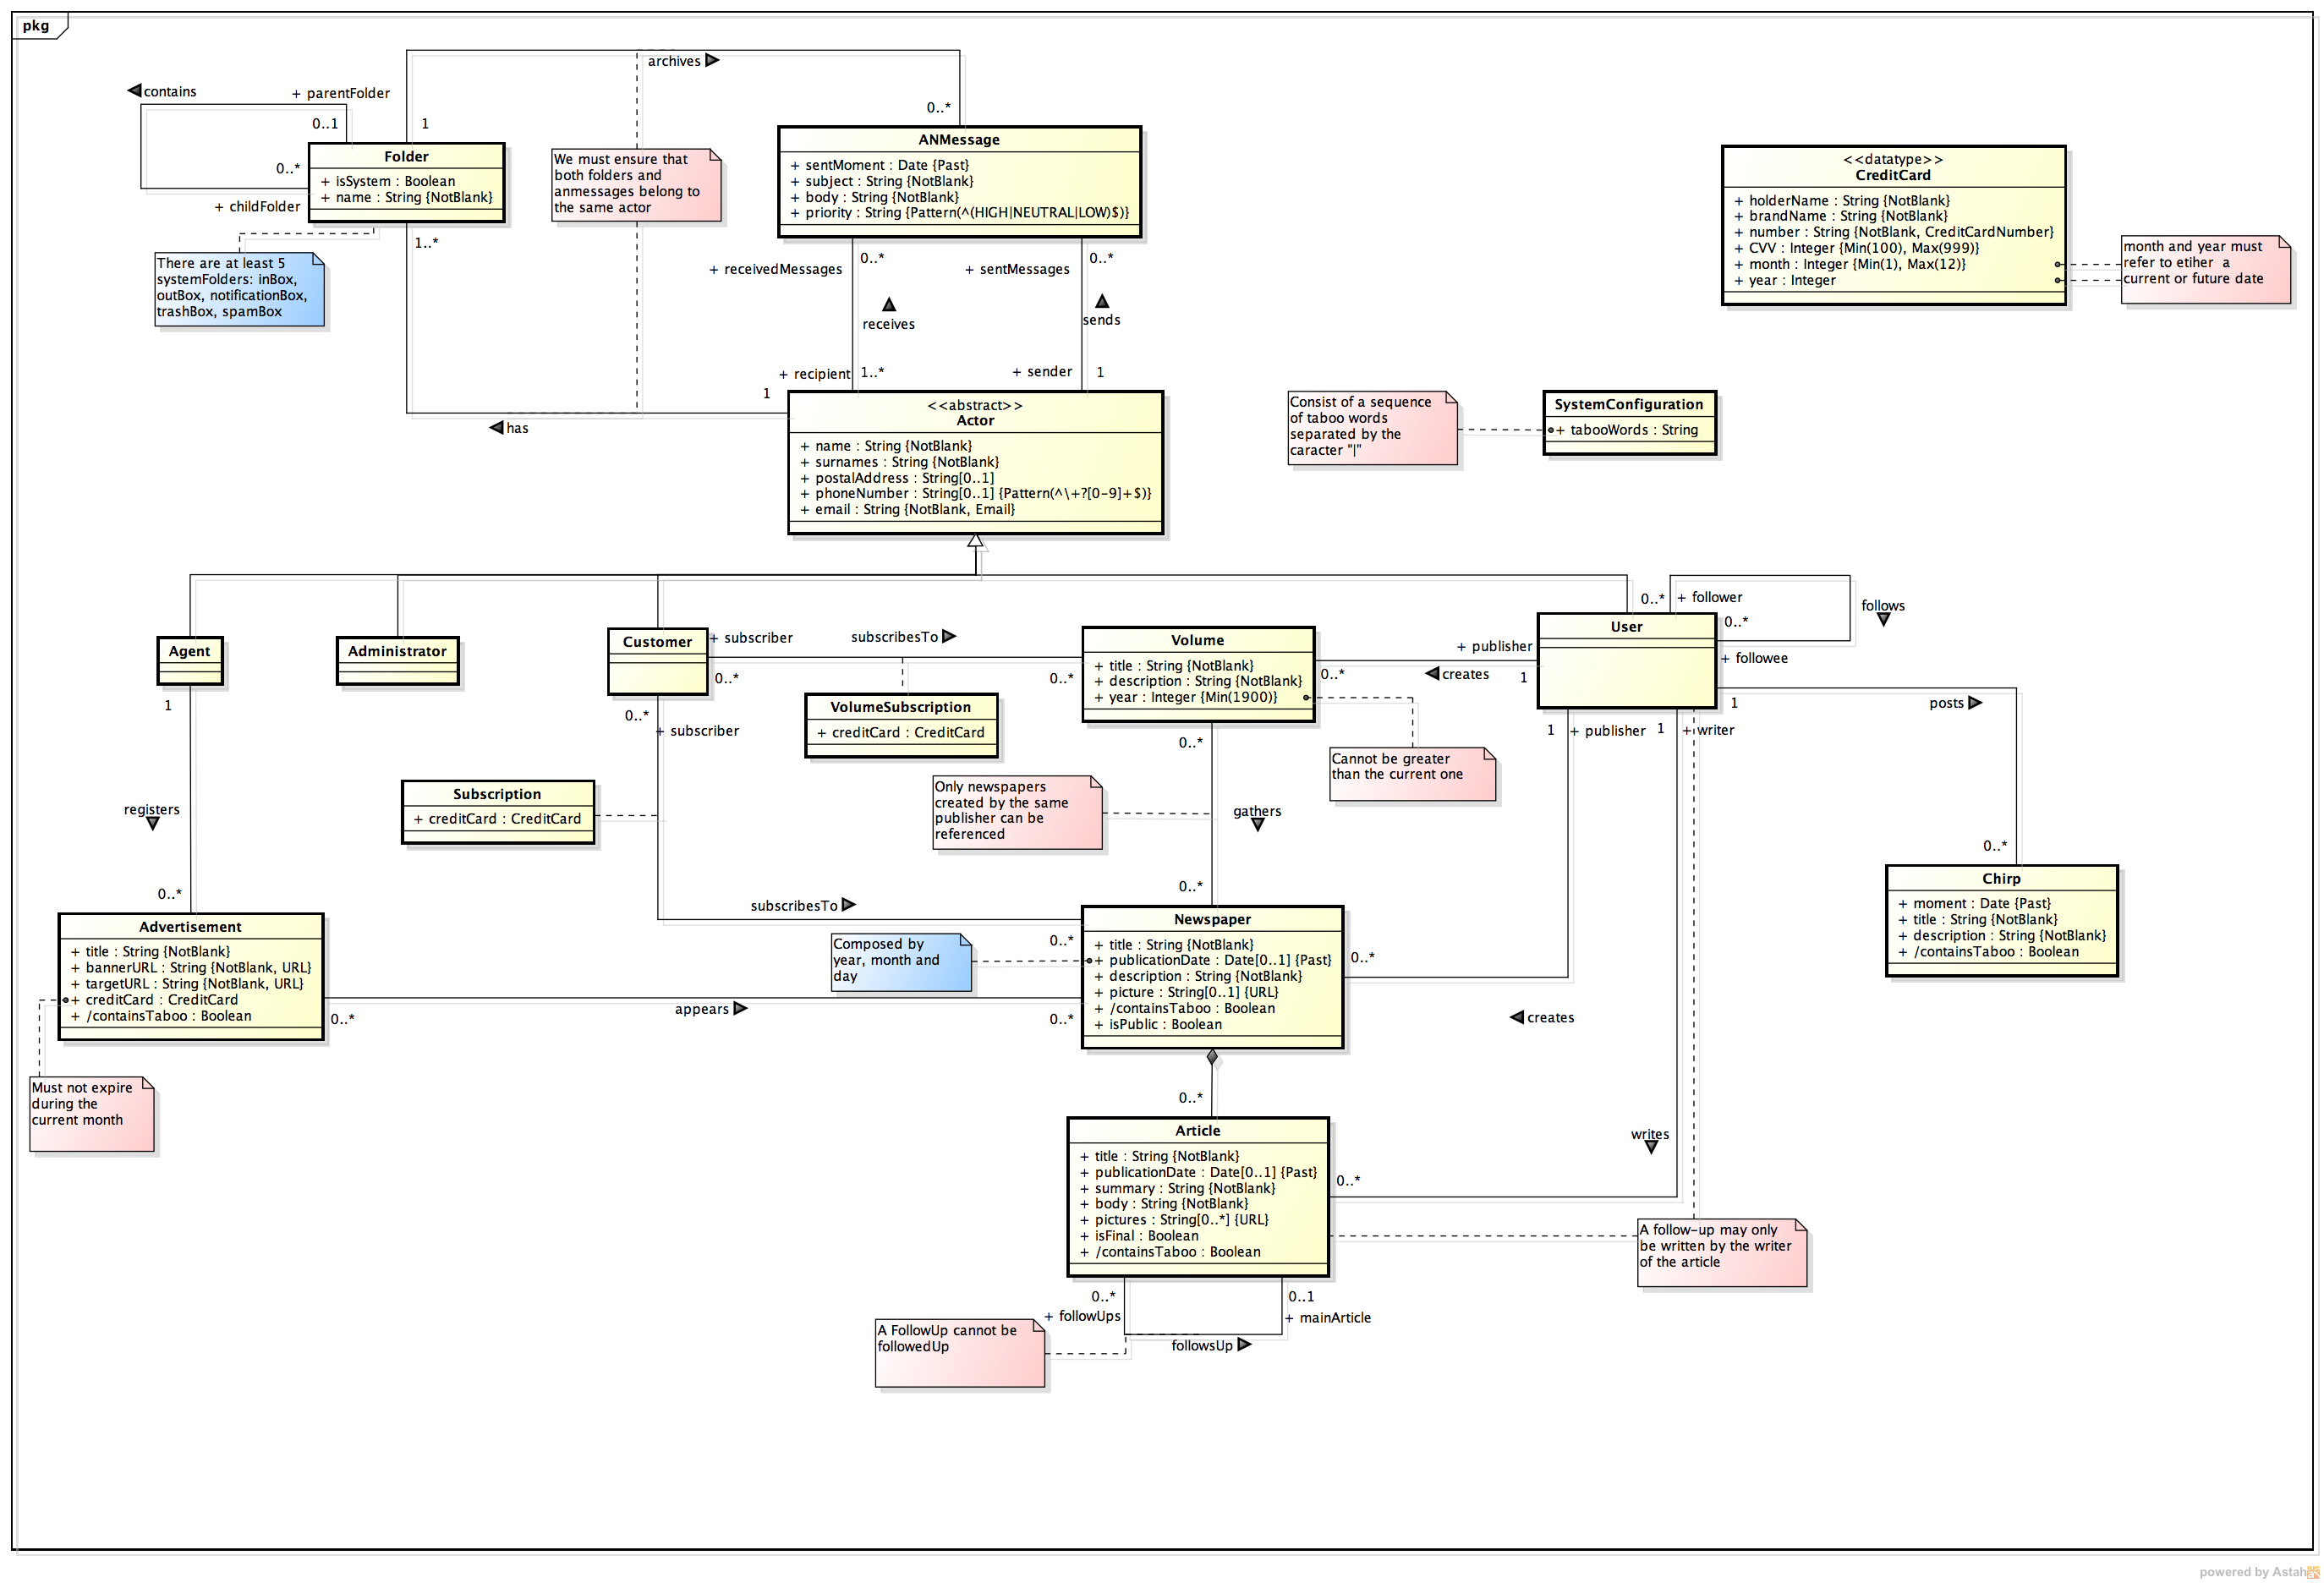 pkg
archives
contains
+ parentFolder
0..1
1
0..*
0..*
+ childFolder
Folder
+ isSystem : Boolean
+ name : String {NotBlank}
1..*
There are at least 5
systemFolders: inBox,
outBox, notificationBox,
trashBox, spamBox
We must ensure that
both folders and
anmessages belong to
the same actor
ANMessage
+ sentMoment : Date {Past}
+ subject : String {NotBlank}
+ body : String {NotBlank}
+ priority : String {Pattern(^(HIGH|NEUTRAL|LOW)$)}
+ receivedMessages
0..*
+ sentMessages
0..*
receives
sends
+ recipient
1..*
+ sender
1
1
has
<<datatype>>
CreditCard
+ holderName : String {NotBlank}
+ brandName : String {NotBlank}
+ number : String {NotBlank, CreditCardNumber}
+ CVV : Integer {Min(100), Max(999)}
+ month : Integer {Min(1), Max(12)}
+ year : Integer
month and year must
refer to etiher  a
current or future date
<<abstract>>
Actor
+ name : String {NotBlank}
+ surnames : String {NotBlank}
+ postalAddress : String[0..1]
+ phoneNumber : String[0..1] {Pattern(^\+?[0-9]+$)}
+ email : String {NotBlank, Email}
Consist of a sequence
of taboo words
separated by the
caracter "|"
SystemConfiguration
+ tabooWords : String
Agent
1
Administrator
Customer
+ subscriber
subscribesTo
0..*
0..*
0..*
+ subscriber
VolumeSubscription
+ creditCard : CreditCard
Volume
+ title : String {NotBlank}
+ description : String {NotBlank}
+ year : Integer {Min(1900)}
0..*
+ publisher
0..*
creates
1
User
0..*
+ follower
follows
0..*
+ followee
1
posts
1
+ publisher
1
+ writer
Cannot be greater
than the current one
Only newspapers
created by the same
publisher can be
referenced
gathers
0..*
Subscription
+ creditCard : CreditCard
registers
0..*
subscribesTo
0..*
0..*
Chirp
+ moment : Date {Past}
+ title : String {NotBlank}
+ description : String {NotBlank}
+ /containsTaboo : Boolean
Advertisement
+ title : String {NotBlank}
+ bannerURL : String {NotBlank, URL}
+ targetURL : String {NotBlank, URL}
+ creditCard : CreditCard
+ /containsTaboo : Boolean
0..*
appears
0..*
Must not expire
during the
current month
Composed by
year, month and
day
Newspaper
+ title : String {NotBlank}
+ publicationDate : Date[0..1] {Past}
+ description : String {NotBlank}
+ picture : String[0..1] {URL}
+ /containsTaboo : Boolean
+ isPublic : Boolean
0..*
creates
0..*
Article
+ title : String {NotBlank}
+ publicationDate : Date[0..1] {Past}
+ summary : String {NotBlank}
+ body : String {NotBlank}
+ pictures : String[0..*] {URL}
+ isFinal : Boolean
+ /containsTaboo : Boolean
writes
0..*
A follow-up may only
be written by the writer
of the article
0..*
+ followUps
0..1
+ mainArticle
followsUp
A FollowUp cannot be
followedUp
powered by Astah